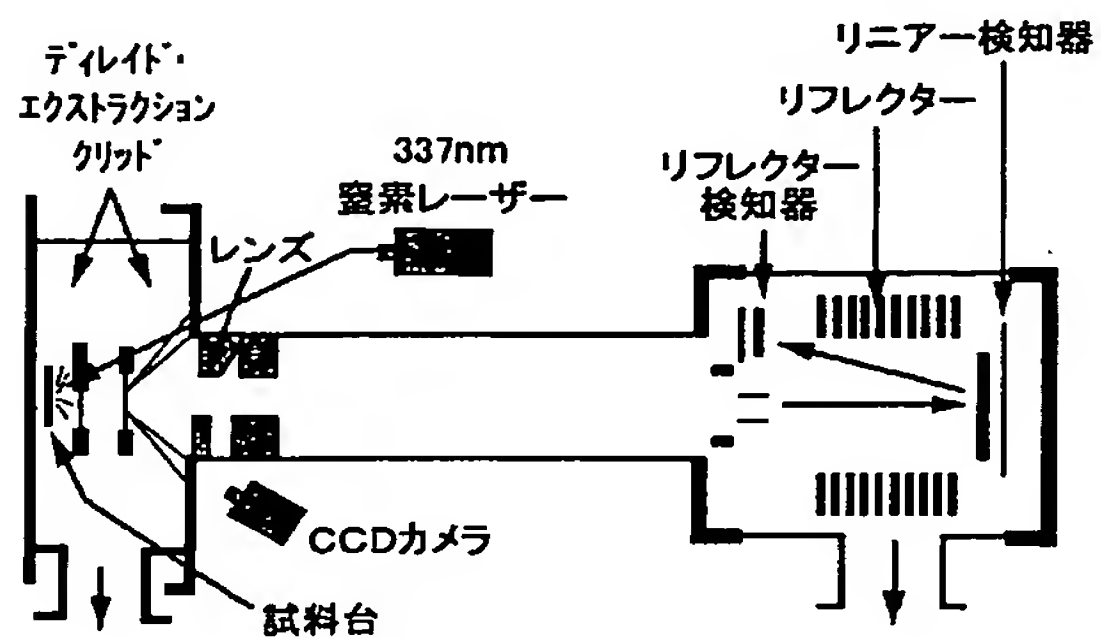 ディレイド・
エクストラクション
クリッド
337nm
窒素レーザー
レンズ
リフレクター
検知器
リフレクター
リニアー検知器
CCDカメラ
試料台